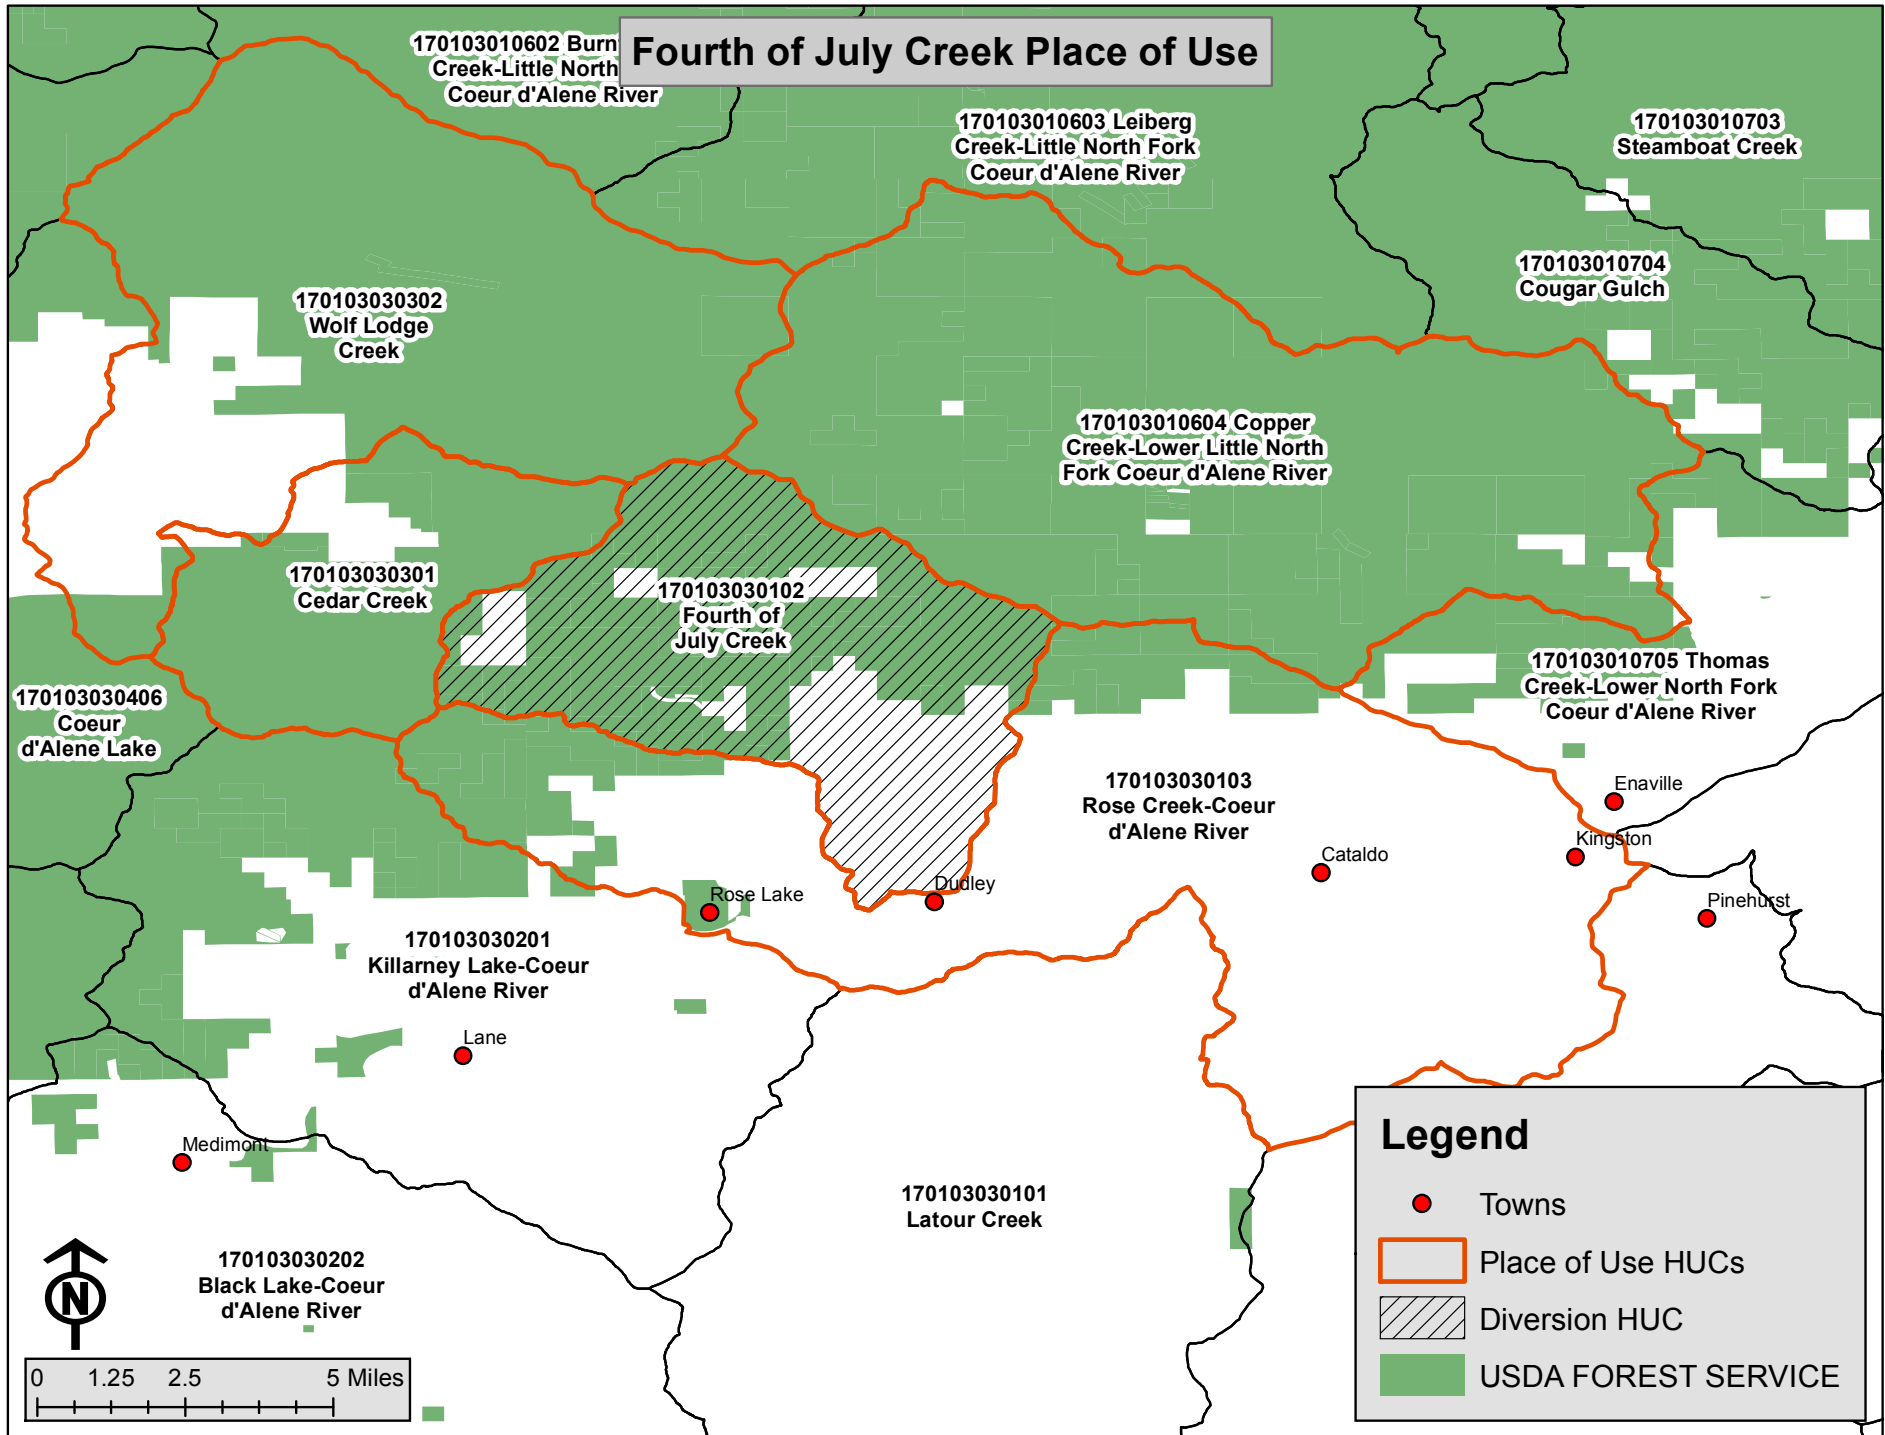 Fourth of July Creek Place of Use
170103010602 Burn
Creek-Little North
Coeur d'Alene River
170103010603 Leiberg
Creek-Little North Fork
Coeur d'Alene River
170103010703
Steamboat Creek
170103010704
Cougar Gulch
170103030302
Wolf Lodge
Creek
170103010604 Copper
Creek-Lower Little North
Fork Coeur d'Alene River
170103030301
Cedar Creek
170103030102
Fourth of
July Creek
170103010705 Thomas
Creek-Lower North Fork
Coeur d'Alene River
170103030406
Coeur
d'Alene Lake
170103030103
Rose Creek-Coeur
d'Alene River
Enaville
Kingston
Cataldo
Dudley
Rose Lake
Pinehurst
170103030201
Killarney Lake-Coeur
d'Alene River
Lane
Medimont
170103030101
Latour Creek
170103030202
Black Lake-Coeur
d'Alene River
N
0 1.25 2.5 5 Miles
Legend
Towns
Place of Use HUCs
Diversion HUC
USDA FOREST SERVICE